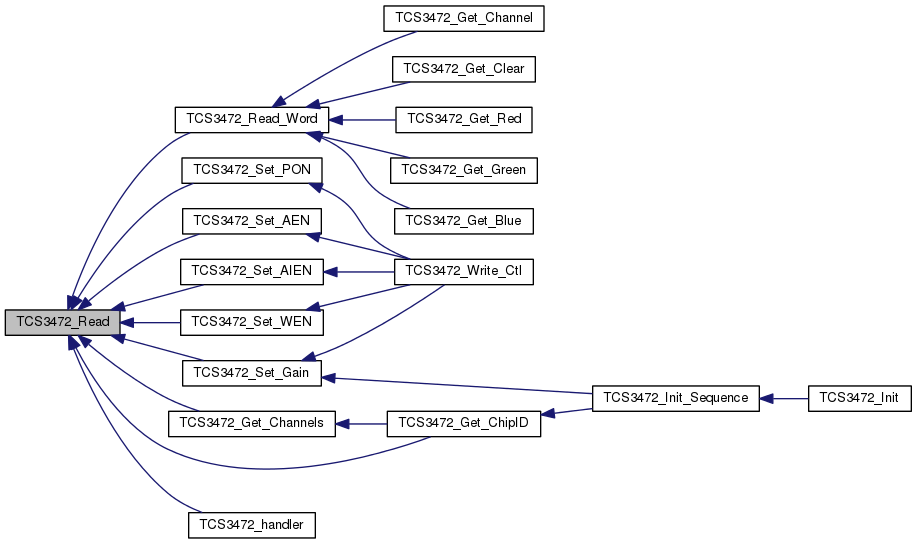 TCS3472_Get_Channel
TCS3472_Get_Clear
TCS3472_Read_Word
TCS3472_Get_Red
TCS3472_Set_PON
TCS3472_Get_Green
TCS3472_Set_AEN
TCS3472_Get_Blue
TCS3472_Set_AIEN
TCS3472_Write_Ctl
TCS3472_Read
TCS3472_Set_WEN
TCS3472_Set_Gain
TCS3472_Init_Sequence
TCS3472_Init
TCS3472_Get_Channels
TCS3472_Get_ChipID
TCS3472_handler